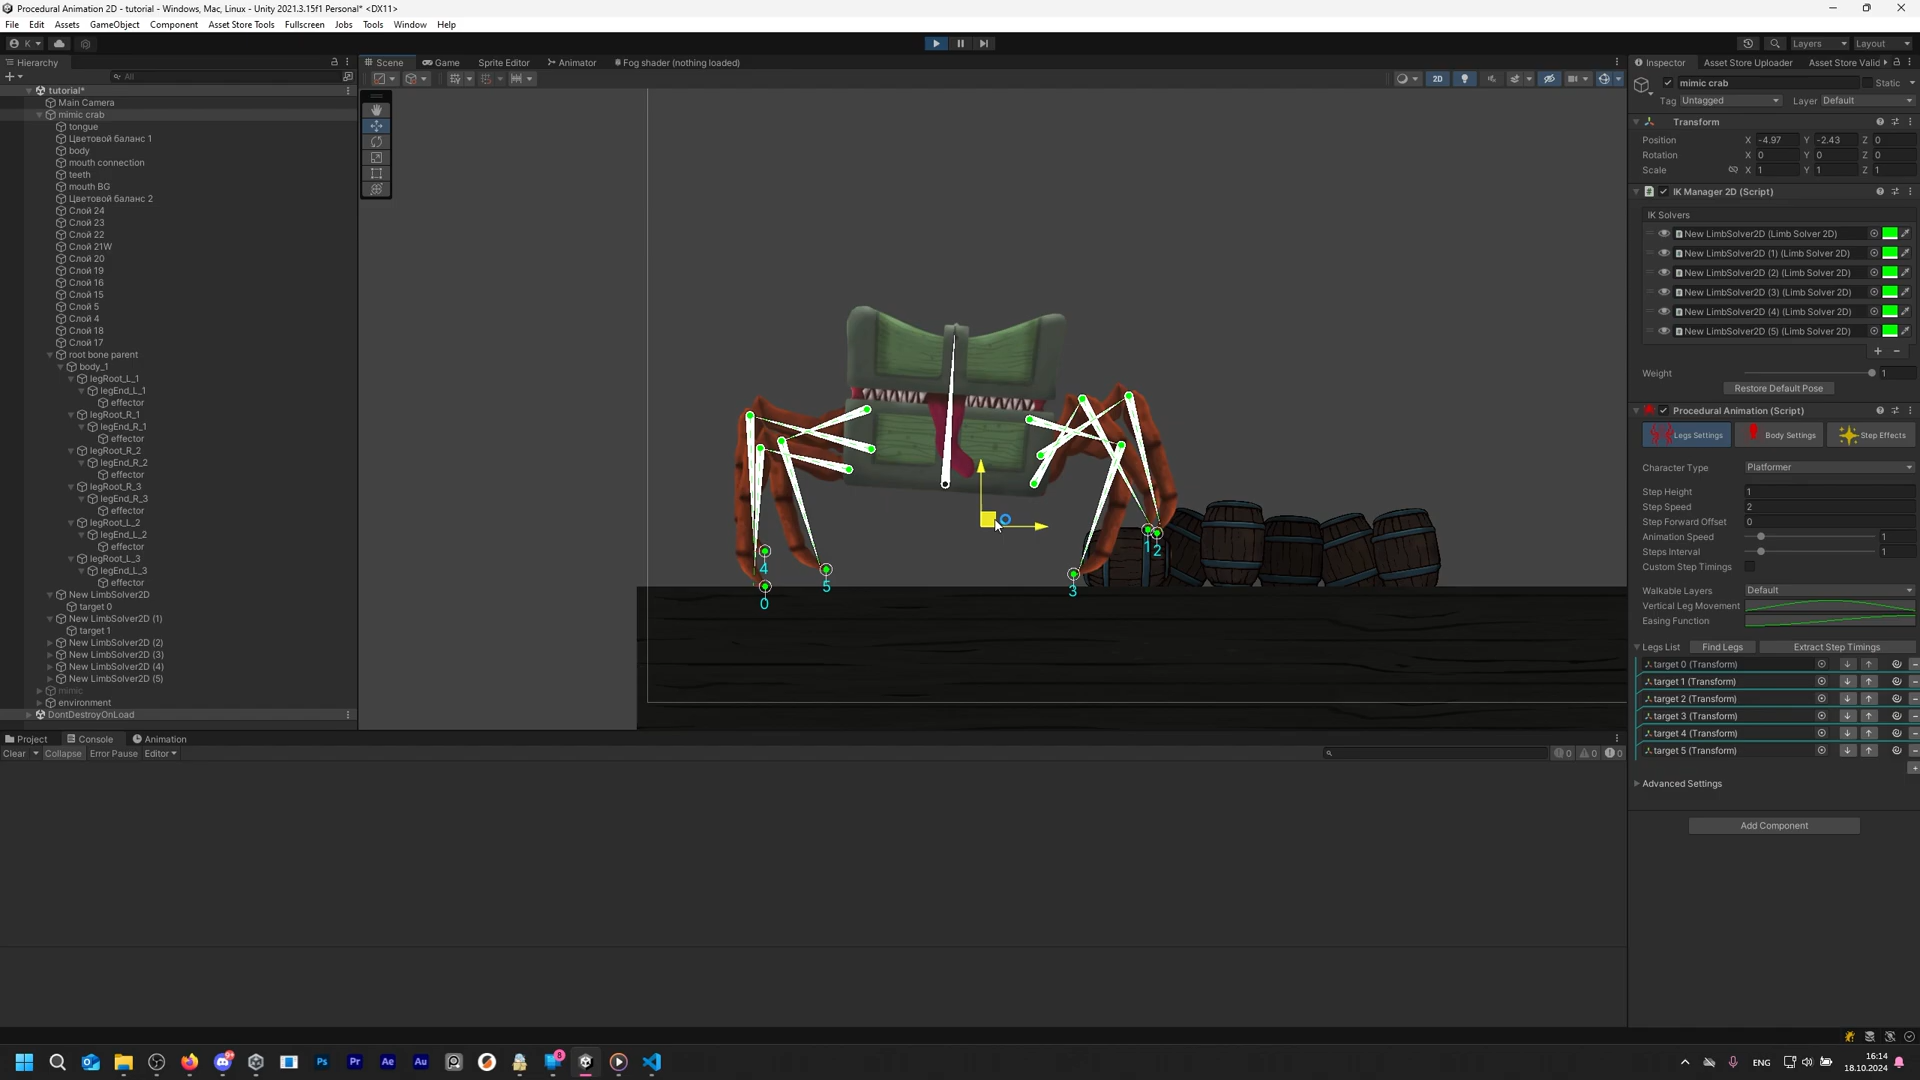 Procedural Animation 2D - tutorial - Windows, Mac, Linux - Unity 2021.3.15f1 Personal* <DX11>
File Edit Assets GameObject Component Asset Store Tools Fullscreen Jobs Tools Window Help
K Layers Layout
Hierarchy
All
tutorial*
Main Camera
mimic crab
tongue
Цветовой баланс 1
body
mouth connection
teeth
mouth BG
Цветовой баланс 2
Слой 24
Слой 23
Слой 22
Слой 21W
Слой 20
Слой 19
Слой 16
Слой 15
Слой 5
Слой 4
Слой 18
Слой 17
root bone parent
body_1
legRoot_L_1
legEnd_L_1
effector
legRoot_R_1
legEnd_R_1
effector
legRoot_R_2
legEnd_R_2
effector
legRoot_R_3
legEnd_R_3
effector
legRoot_L_2
legEnd_L_2
effector
legRoot_L_3
legEnd_L_3
effector
New LimbSolver2D
target 0
New LimbSolver2D (1)
target 1
New LimbSolver2D (2)
New LimbSolver2D (3)
New LimbSolver2D (4)
New LimbSolver2D (5)
mimic
environment
DontDestroyOnLoad
Scene Game Sprite Editor Animator Fog shader (nothing loaded)
2D
1 2
4
5
3
0
Inspector Asset Store Uploader Asset Store Valid
mimic crab Static
Tag Untagged Layer Default
Transform
Position X -4.97 Y -2.43 Z 0
Rotation X 0 Y 0 Z 0
Scale X 1 Y 1 Z 1
IK Manager 2D (Script)
IK Solvers
New LimbSolver2D (Limb Solver 2D)
New LimbSolver2D (1) (Limb Solver 2D)
New LimbSolver2D (2) (Limb Solver 2D)
New LimbSolver2D (3) (Limb Solver 2D)
New LimbSolver2D (4) (Limb Solver 2D)
New LimbSolver2D (5) (Limb Solver 2D)
Weight 1
Restore Default Pose
Procedural Animation (Script)
Legs Settings Body Settings Step Effects
Character Type Platformer
Step Height 1
Step Speed 2
Step Forward Offset 0
Animation Speed 1
Steps Interval 1
Custom Step Timings
Walkable Layers Default
Vertical Leg Movement
Easing Function
Legs List Find Legs Extract Step Timings
target 0 (Transform)
target 1 (Transform)
target 2 (Transform)
target 3 (Transform)
target 4 (Transform)
target 5 (Transform)
Advanced Settings
Add Component
Project Console Animation
Clear Collapse Error Pause Editor
0 0 0
Ps Pr Ae Au
ENG
16:14
18.10.2024